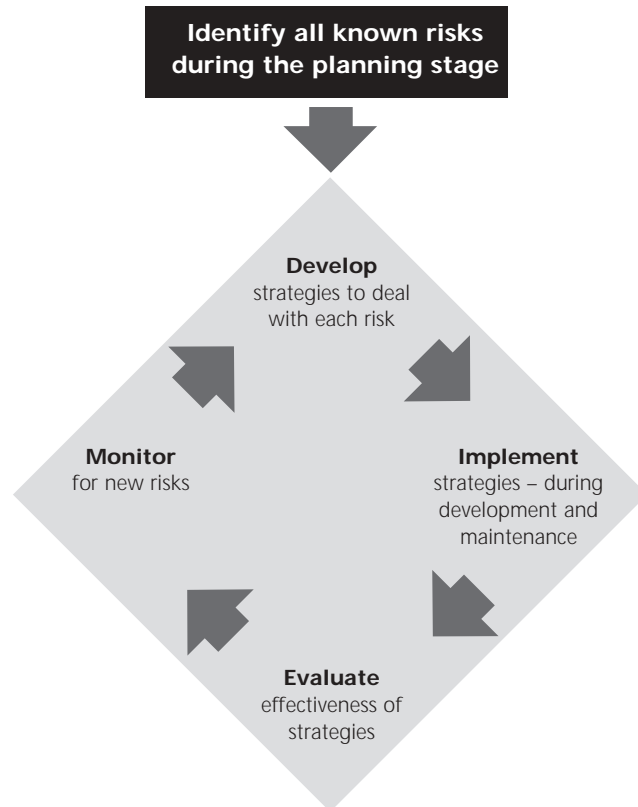 Identify all known risks
during the planning stage
Develop
strategies to deal
with each risk
Monitor
for new risks
Implement
strategies – during
development and
maintenance
Evaluate
effectiveness of
strategies